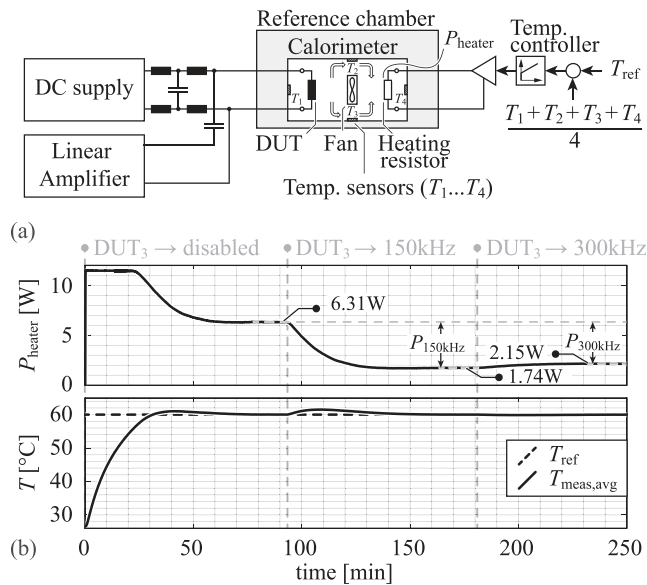 Reference chamber
Calorimeter
P_heater
Temp. controller
DC supply
T_1
T_2
T_3
T_4
T_ref
T_1 + T_2 + T_3 + T_4
4
DUT
Fan
Heating resistor
Linear Amplifier
Temp. sensors (T_1...T_4)
(a)
DUT_3 → disabled
DUT_3 → 150kHz
DUT_3 → 300kHz
P_heater [W]
10
5
0
6.31W
P_150kHz
2.15W
1.74W
P_300kHz
T [°C]
60
50
40
30
T_ref
T_meas,avg
(b)
0
50
100
150
200
250
time [min]